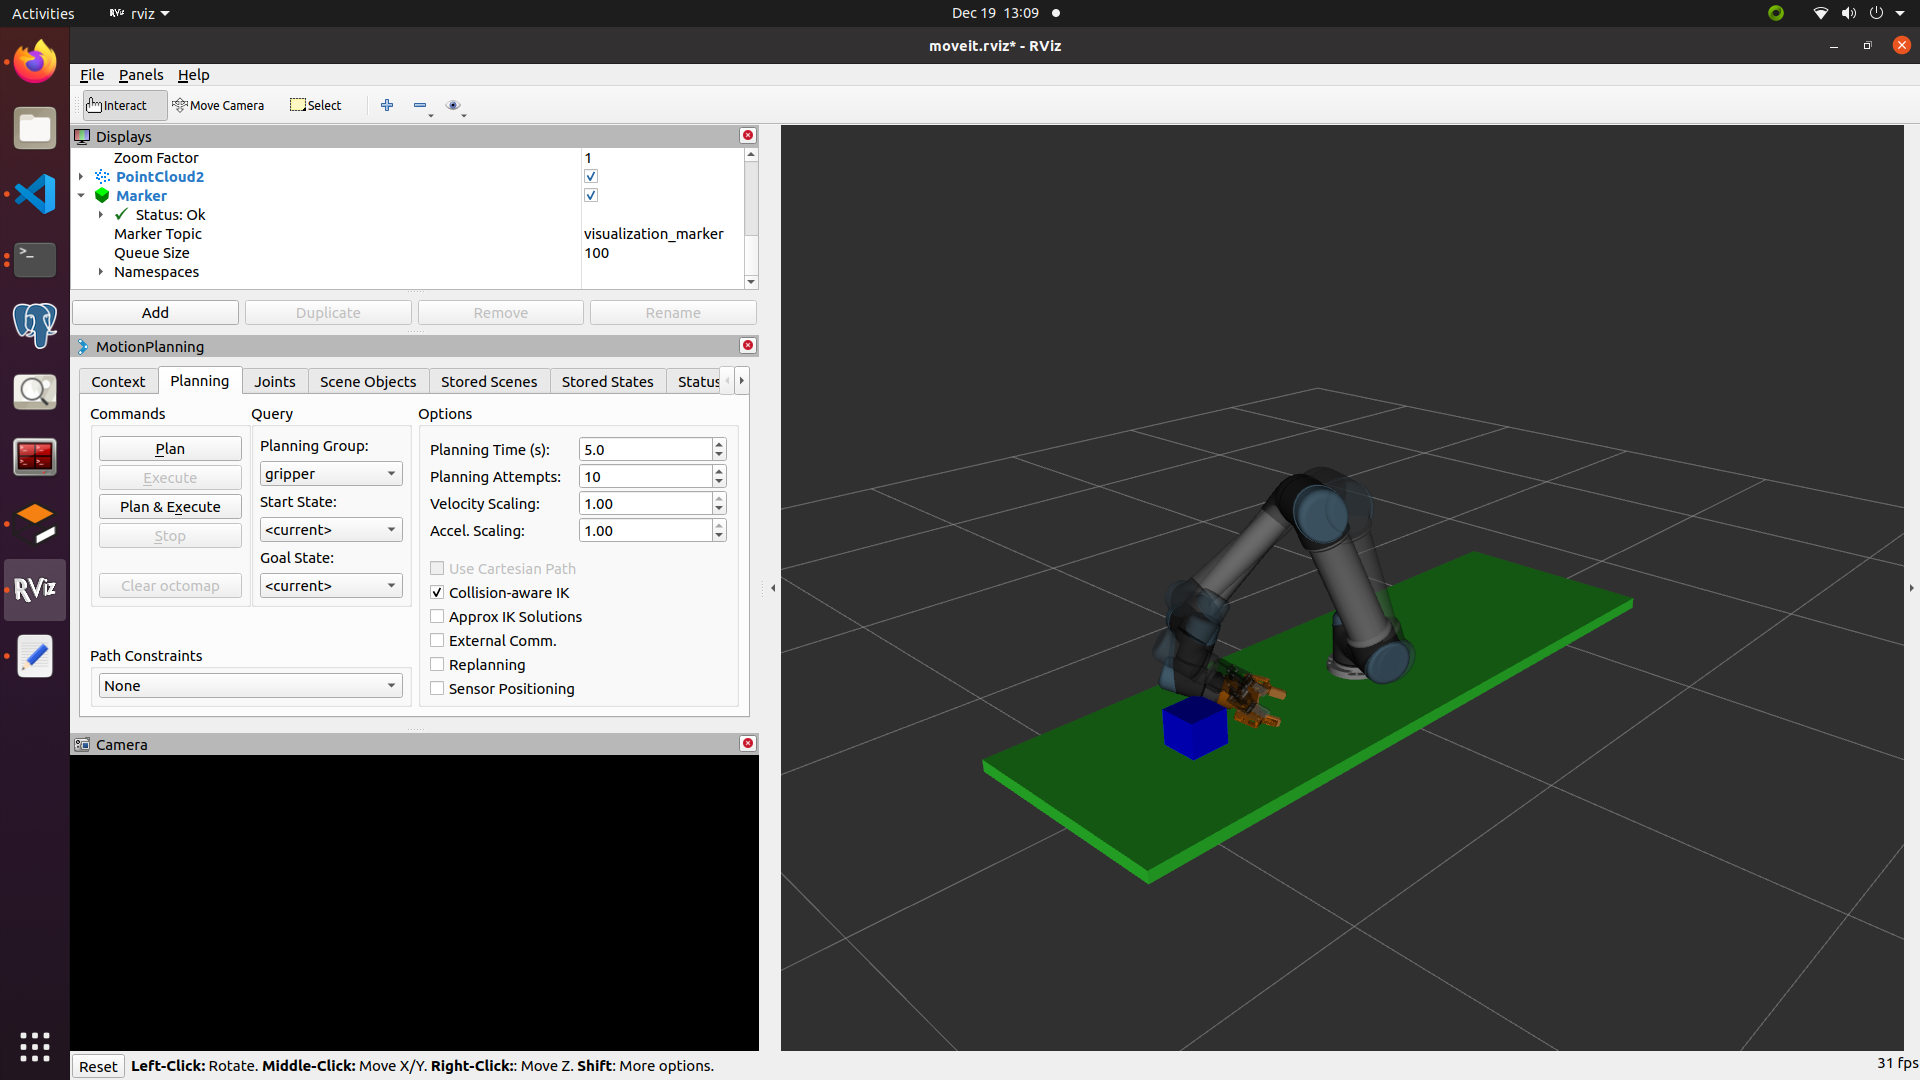 Activities
RViz rviz
Dec 19 13:09
moveit.rviz* - RViz
File Panels Help
Interact Move Camera Select
Displays
Zoom Factor 1
PointCloud2
Marker
Status: Ok
Marker Topic visualization_marker
Queue Size 100
Namespaces
Add Duplicate Remove Rename
MotionPlanning
Context Planning Joints Scene Objects Stored Scenes Stored States Status
Commands Query Options
Plan
Execute
Plan & Execute
Stop
Clear octomap
Planning Group:
gripper
Start State:
<current>
Goal State:
<current>
Planning Time (s): 5.0
Planning Attempts: 10
Velocity Scaling: 1.00
Accel. Scaling: 1.00
Use Cartesian Path
Collision-aware IK
Approx IK Solutions
External Comm.
Replanning
Sensor Positioning
Path Constraints
None
RViz
Camera
Reset Left-Click: Rotate. Middle-Click: Move X/Y. Right-Click:: Move Z. Shift: More options.
31 fps